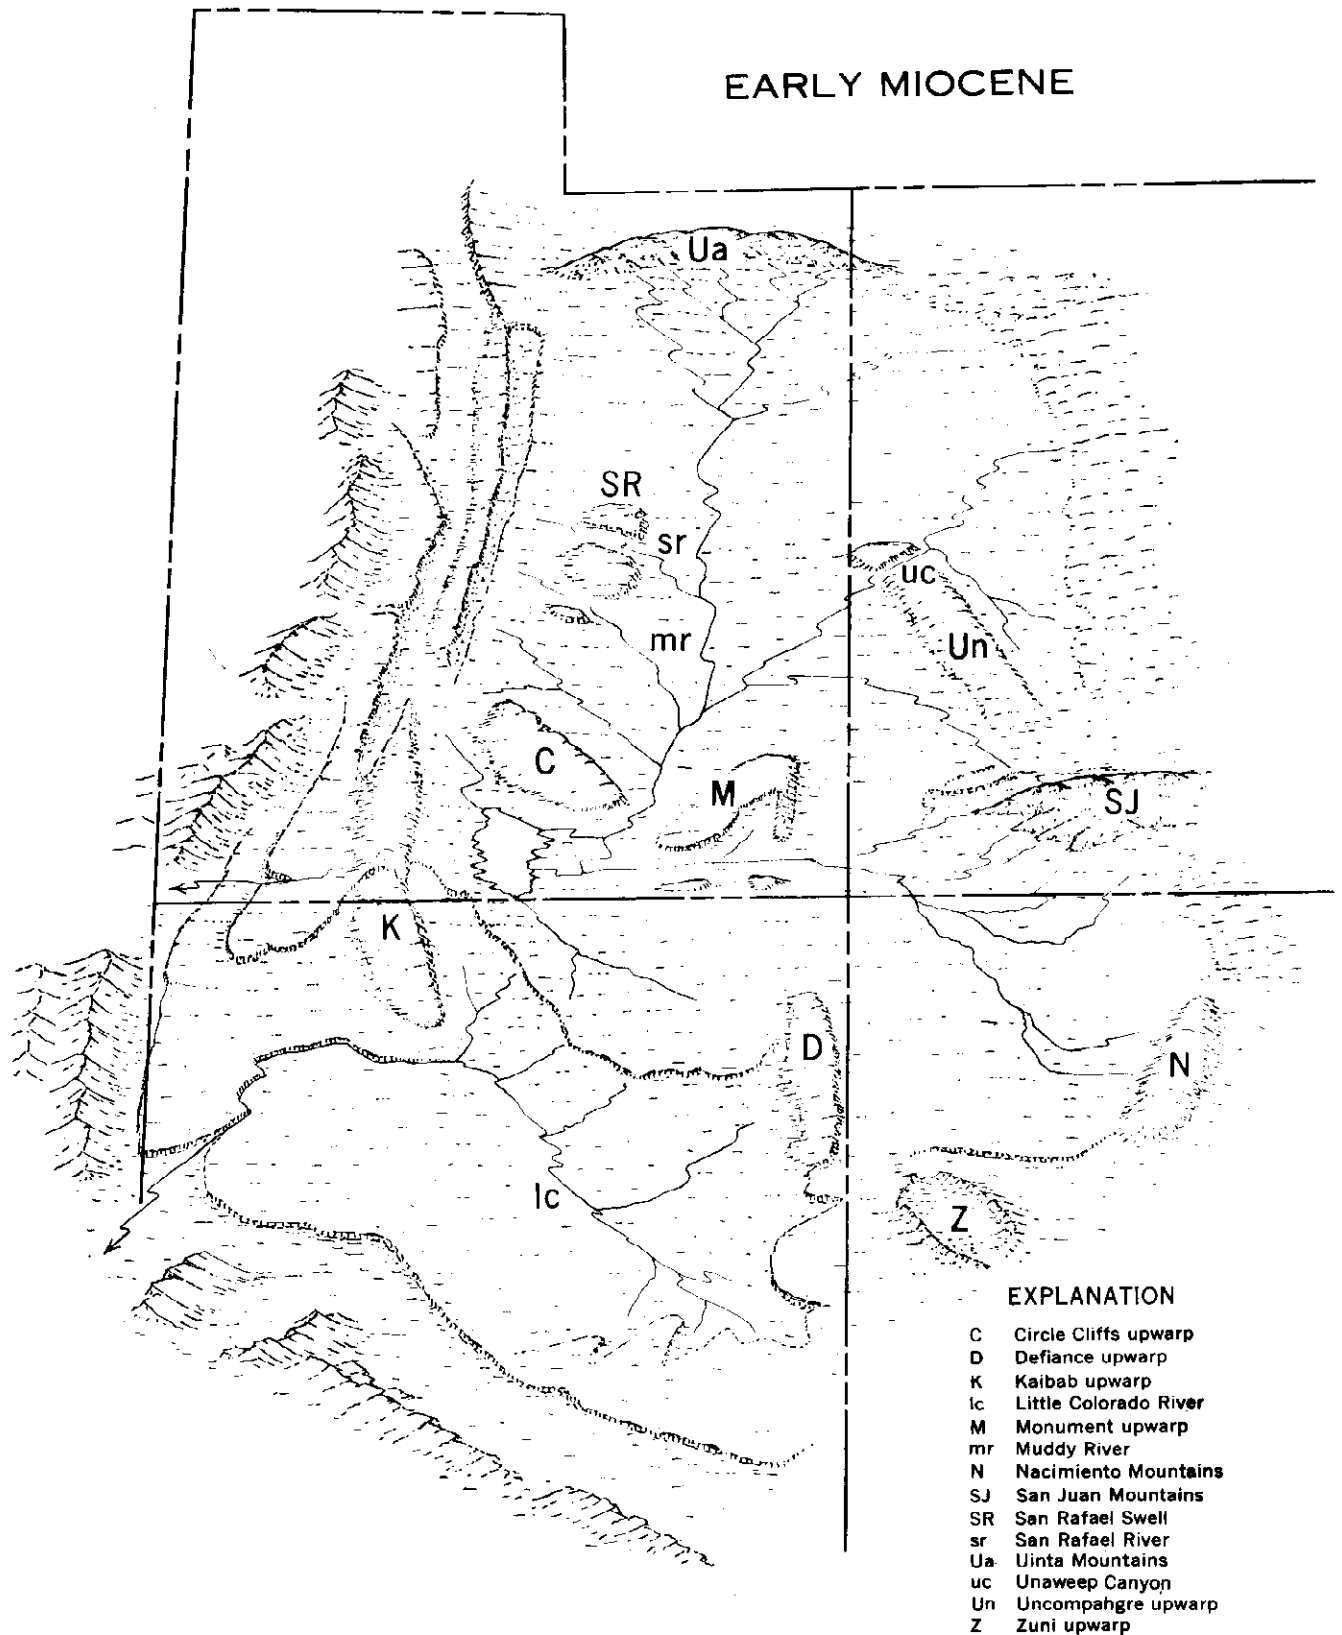 EARLY MIOCENE
Ua
SR
sr
uc
mr
Un
C
M
SJ
K
D
N
lc
Z
EXPLANATION
C Circle Cliffs upwarp
D Defiance upwarp
K Kaibab upwarp
lc Little Colorado River
M Monument upwarp
mr Muddy River
N Nacimiento Mountains
SJ San Juan Mountains
SR San Rafael Swell
sr San Rafael River
Ua Uinta Mountains
uc Unaweep Canyon
Un Uncompahgre upwarp
Z Zuni upwarp